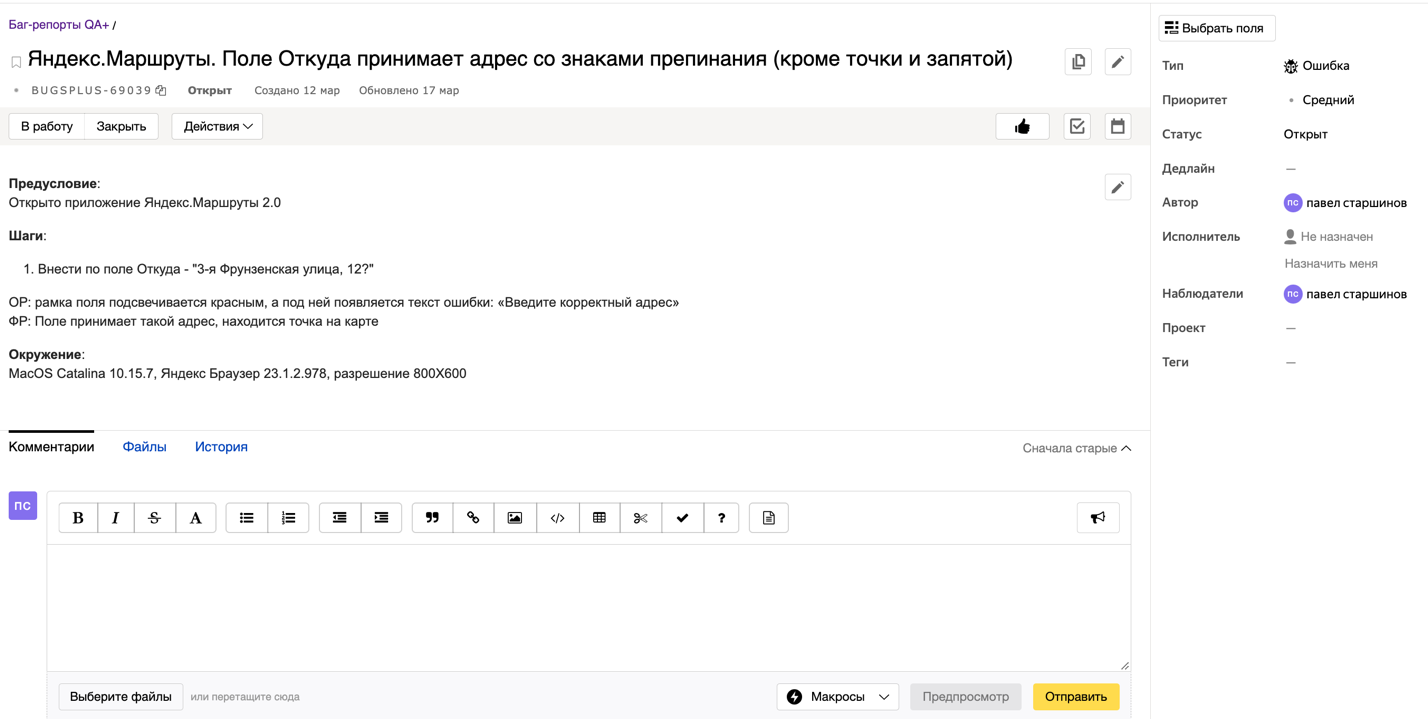 Баг-репорты QA+ /
Яндекс.Маршруты. Поле Откуда принимает адрес со знаками препинания (кроме точки и запятой)
BUGSPLUS-69039 Открыт Создано 12 мар Обновлено 17 мар
В работу Закрыть Действия
Предусловие:
Открыто приложение Яндекс.Маршруты 2.0
Шаги:
1. Внести по поле Откуда - "3-я Фрунзенская улица, 12?"
ОР: рамка поля подсвечивается красным, а под ней появляется текст ошибки: «Введите корректный адрес»
ФР: Поле принимает такой адрес, находится точка на карте
Окружение:
MacOS Catalina 10.15.7, Яндекс Браузер 23.1.2.978, разрешение 800X600
Комментарии Файлы История Сначала старые
ПС
B I S A </> ?
Выберите файлы или перетащите сюда Макросы Предпросмотр Отправить
Выбрать поля
Тип Ошибка
Приоритет Средний
Статус Открыт
Дедлайн —
Автор ПС павел старшинов
Исполнитель Не назначен
Назначить меня
Наблюдатели ПС павел старшинов
Проект —
Теги —